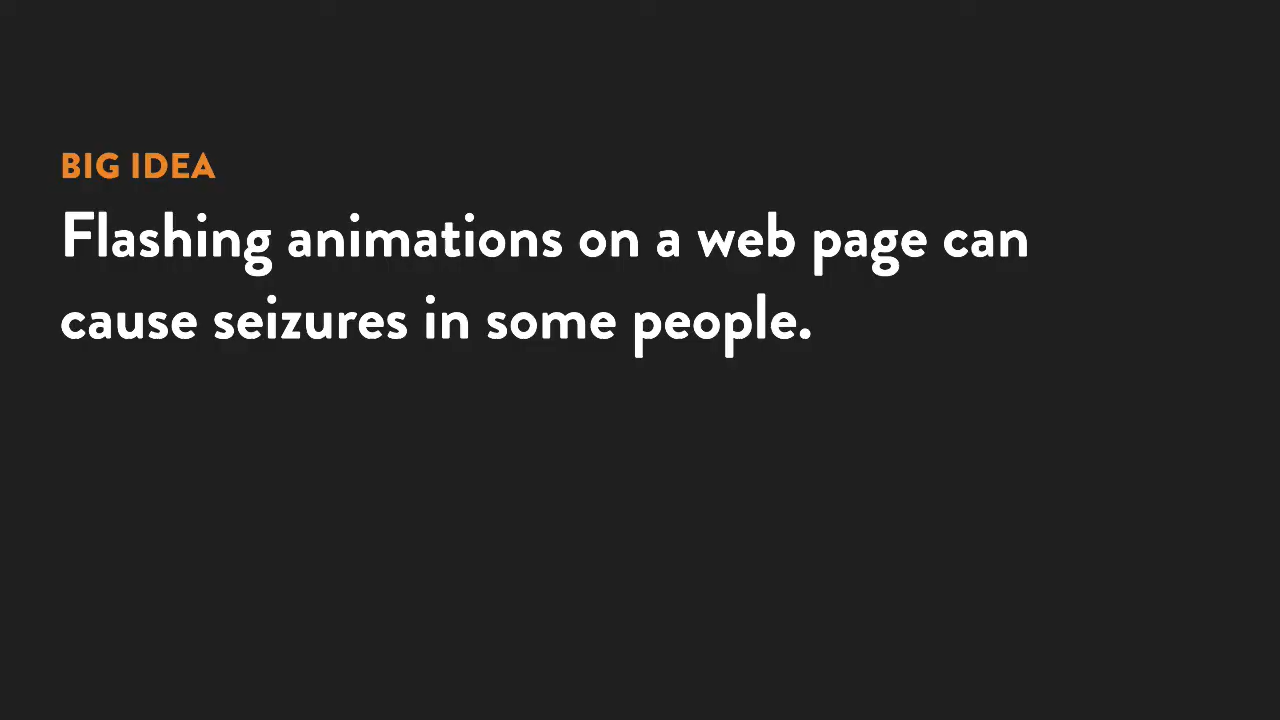 BIG IDEA
Flashing animations on a web page can
cause seizures in some people.